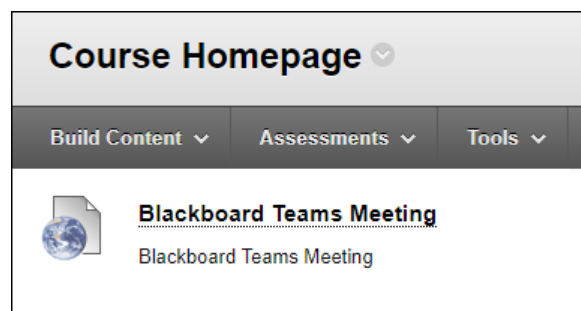 Course Homepage
Build Content Assessments Tools
Blackboard Teams Meeting
Blackboard Teams Meeting